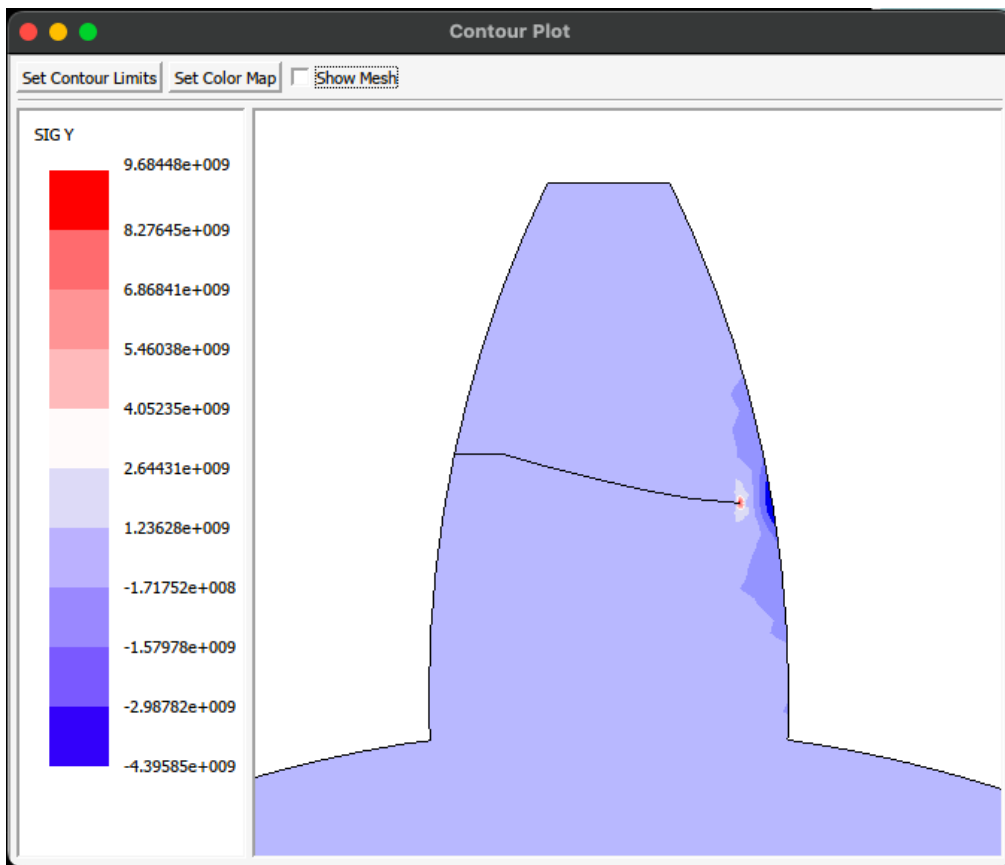 Contour Plot
Set Contour Limits Set Color Map Show Mesh
SIG Y
9.68448e+009
8.27645e+009
6.86841e+009
5.46038e+009
4.05235e+009
2.64431e+009
1.23628e+009
-1.71752e+008
-1.57978e+009
-2.98782e+009
-4.39585e+009